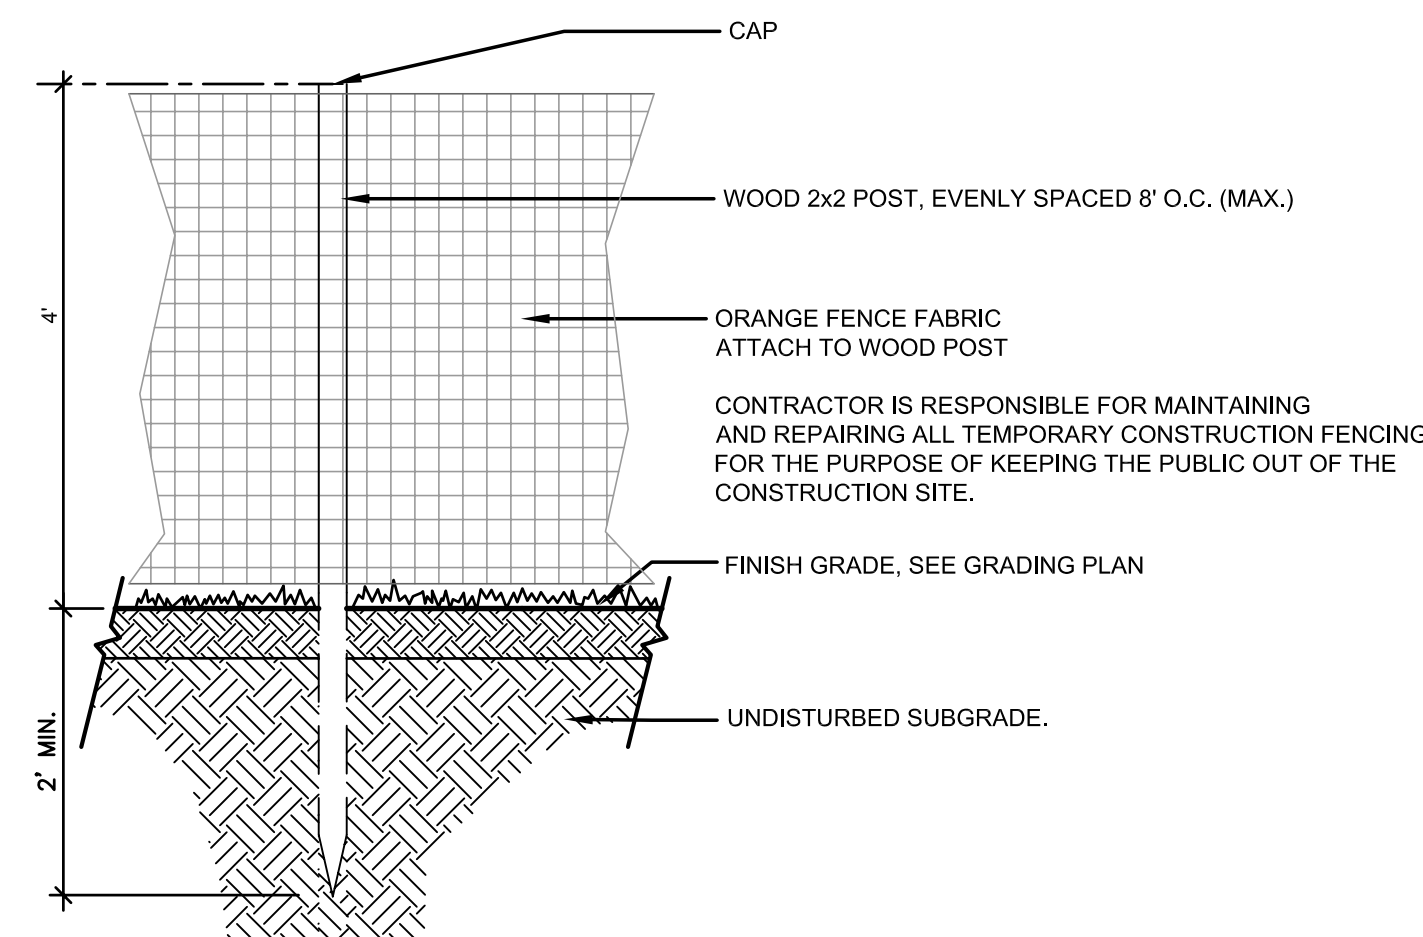 CAP
WOOD 2x2 POST, EVENLY SPACED 8' O.C. (MAX.)
4'
ORANGE FENCE FABRIC
ATTACH TO WOOD POST
CONTRACTOR IS RESPONSIBLE FOR MAINTAINING
AND REPAIRING ALL TEMPORARY CONSTRUCTION FENCING
FOR THE PURPOSE OF KEEPING THE PUBLIC OUT OF THE
CONSTRUCTION SITE.
FINISH GRADE, SEE GRADING PLAN
2' MIN.
UNDISTURBED SUBGRADE.